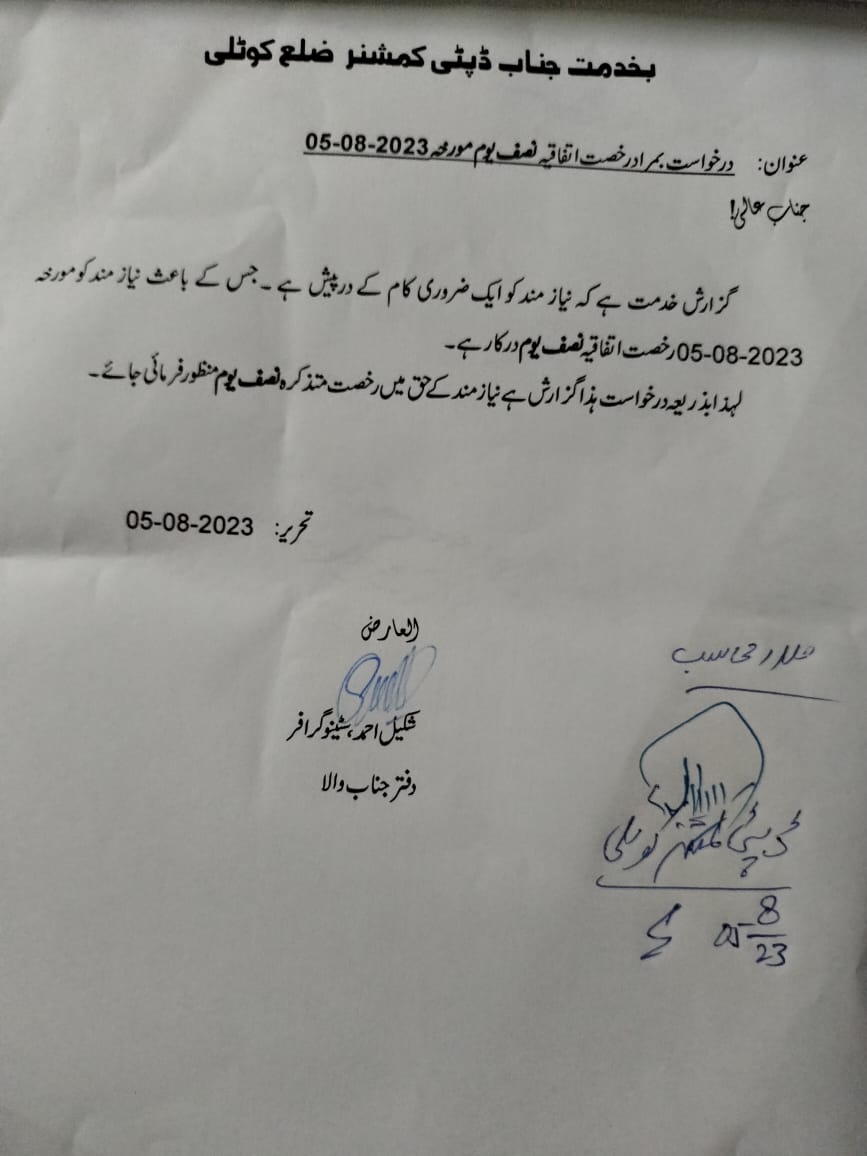 بخدمت جناب ڈپٹی کمشنر ضلع کوٹلی
عنوان: درخواست بمراد رخصت اتفاقیہ نصف یوم مورخہ 05-08-2023
جناب عالی!
گزارش خدمت ہے کہ نیاز مند کو ایک ضروری کام کے درپیش ہے ۔ جس کے باعث نیاز مند کو مورخہ
05-08-2023 رخصت اتفاقیہ نصف یوم درکار ہے۔
لہذا بذریعہ درخواست ہذا گزارش ہے نیاز مند کے حق میں رخصت متذکرہ نصف یوم منظور فرمائی جائے۔
تحریر: 05-08-2023
العارض
شکیل احمد، سٹینوگرافر
دفتر جناب والا
ڈپٹی کمشنر کوٹلی
05-8/23